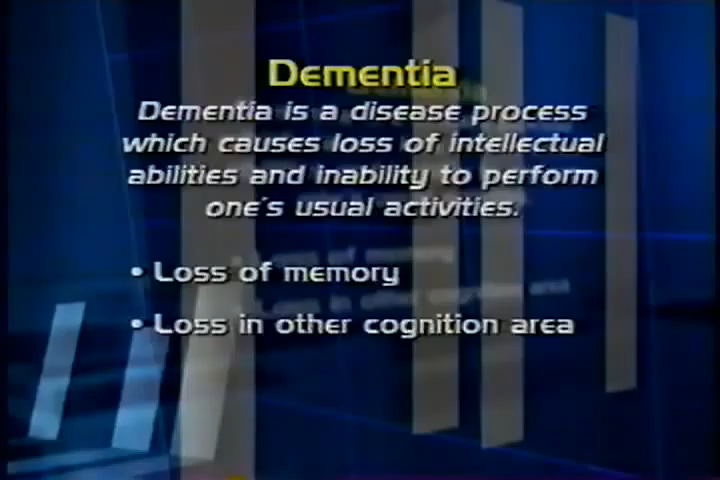 Dementia
Dementia is a disease process
which causes loss of intellectual
abilities and inability to perform
one's usual activities.
• Loss of memory
• Loss in other cognition area